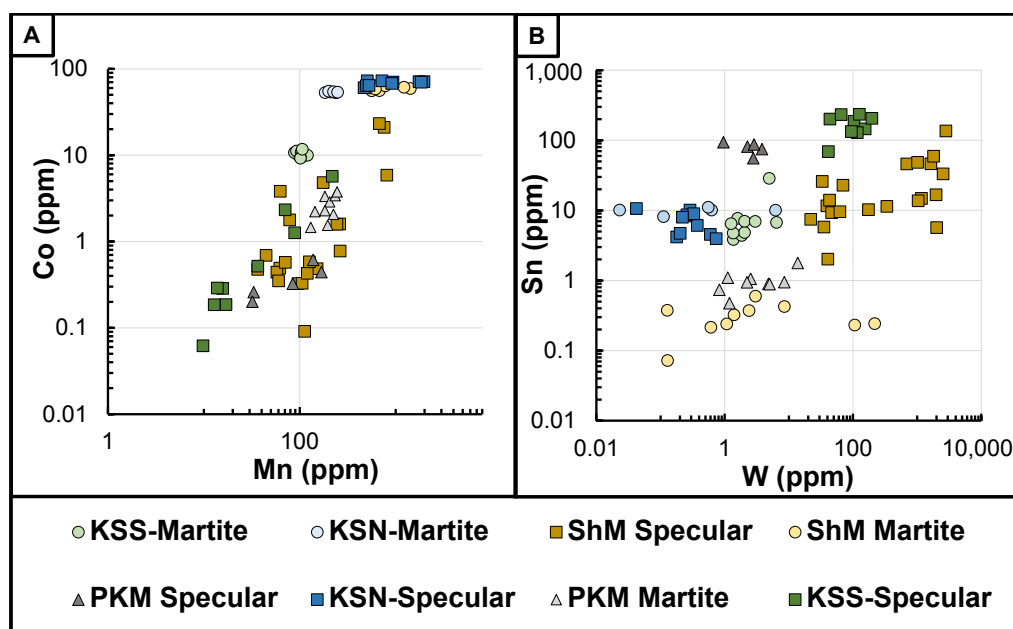 A
100
10
1
0.1
0.01
1
100
Co (ppm)
Mn (ppm)
B
1,000
100
10
1
0.1
0.01
0.01
1
100
10,000
Sn (ppm)
W (ppm)
KSS-Martite
KSN-Martite
ShM Specular
ShM Martite
PKM Specular
KSN-Specular
PKM Martite
KSS-Specular